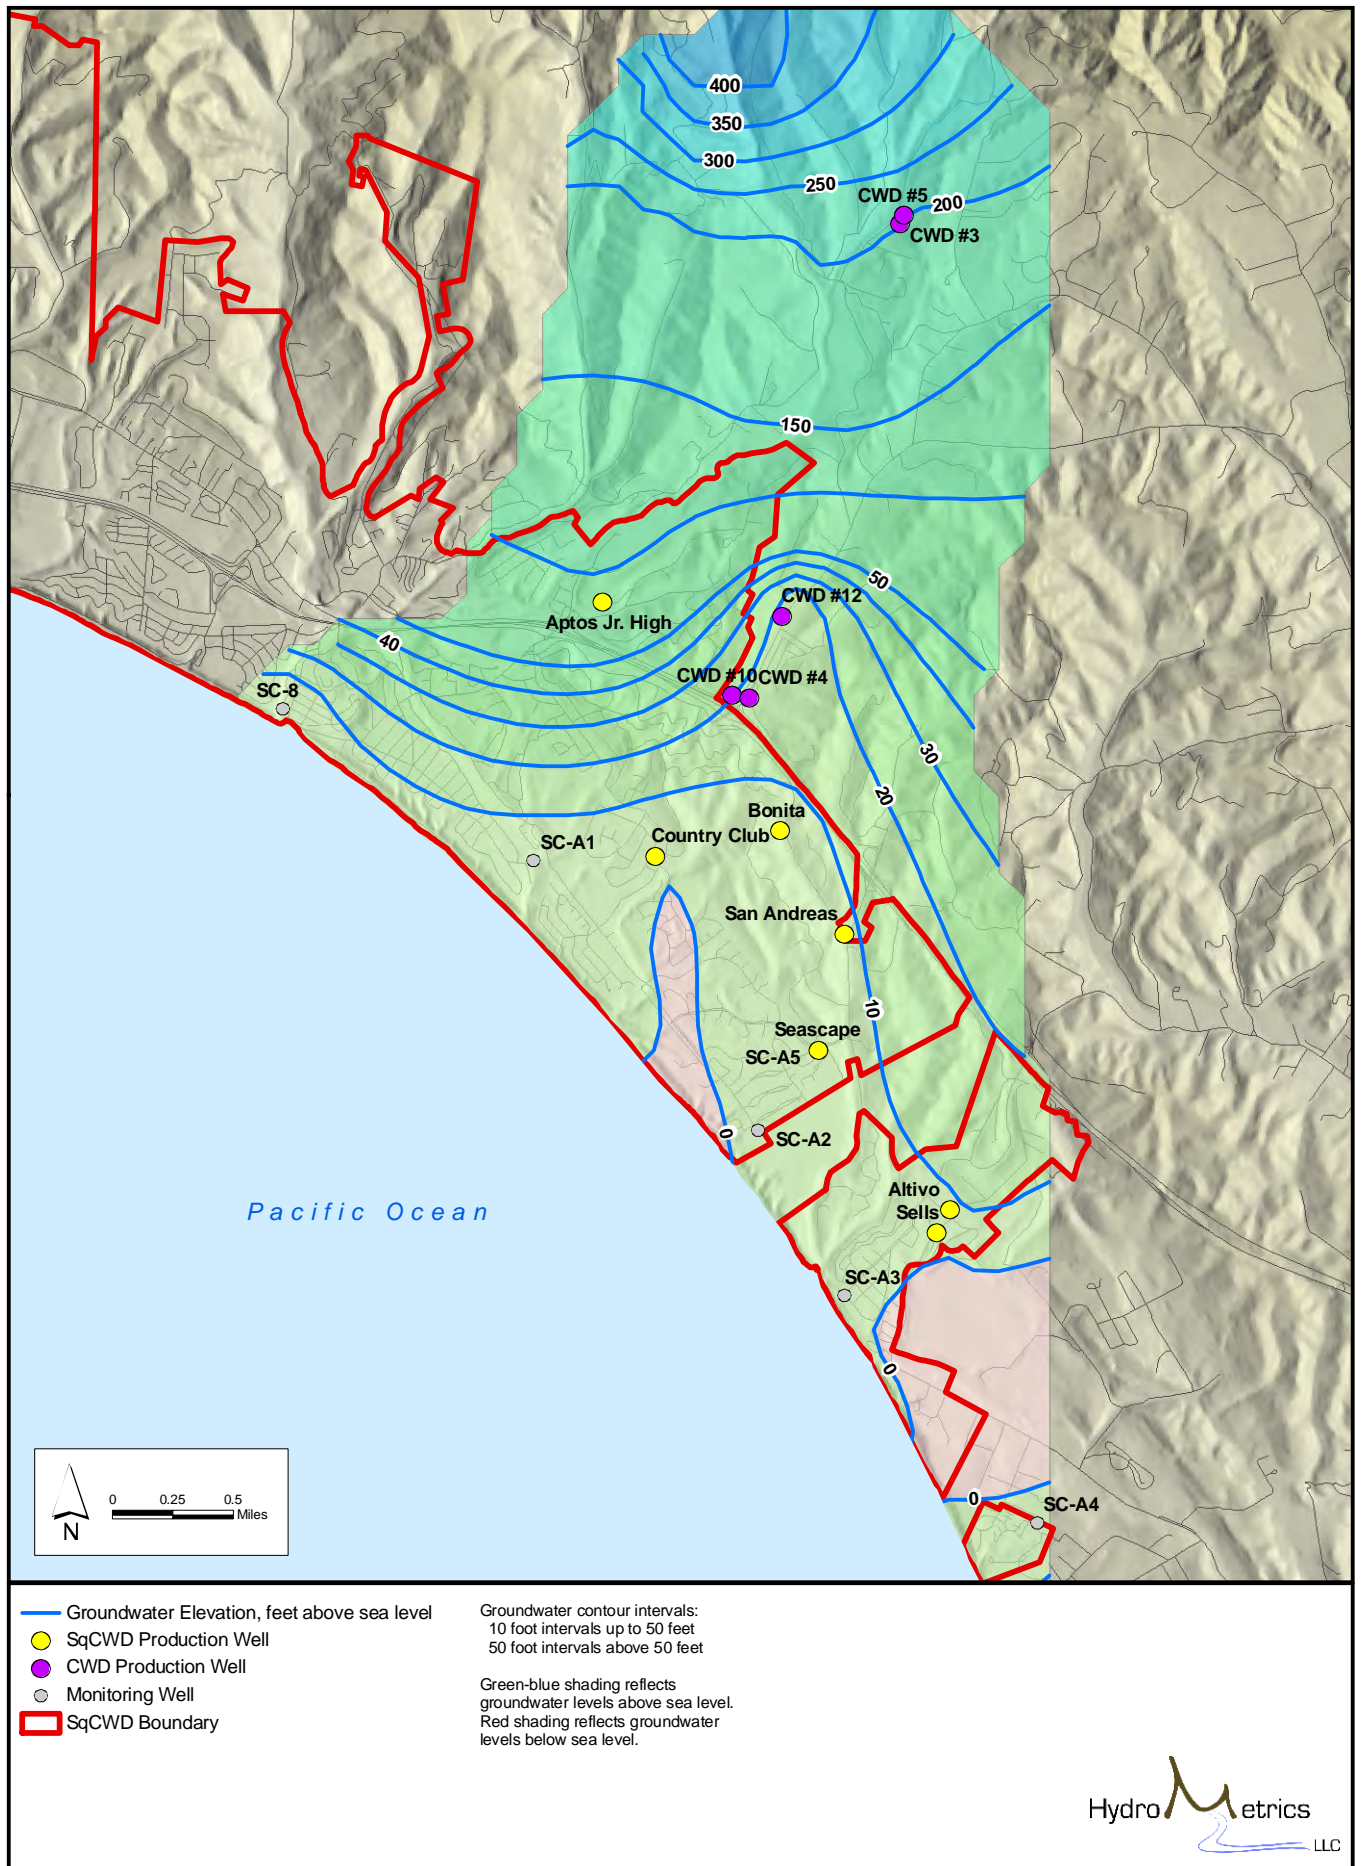 400
350
300
250
CWD #5
200
CWD #3
150
50
CWD #12
Aptos Jr. High
40
CWD #10
CWD #4
SC-8
30
20
Bonita
Country Club
SC-A1
San Andreas
10
Seascape
SC-A5
0
SC-A2
Altivo
Sells
Pacific Ocean
SC-A3
0
0
SC-A4
0 0.25 0.5
Miles
N
Groundwater Elevation, feet above sea level
SqCWD Production Well
CWD Production Well
Monitoring Well
SqCWD Boundary
Groundwater contour intervals:
10 foot intervals up to 50 feet
50 foot intervals above 50 feet
Green-blue shading reflects
groundwater levels above sea level.
Red shading reflects groundwater
levels below sea level.
HydroMetrics
LLC